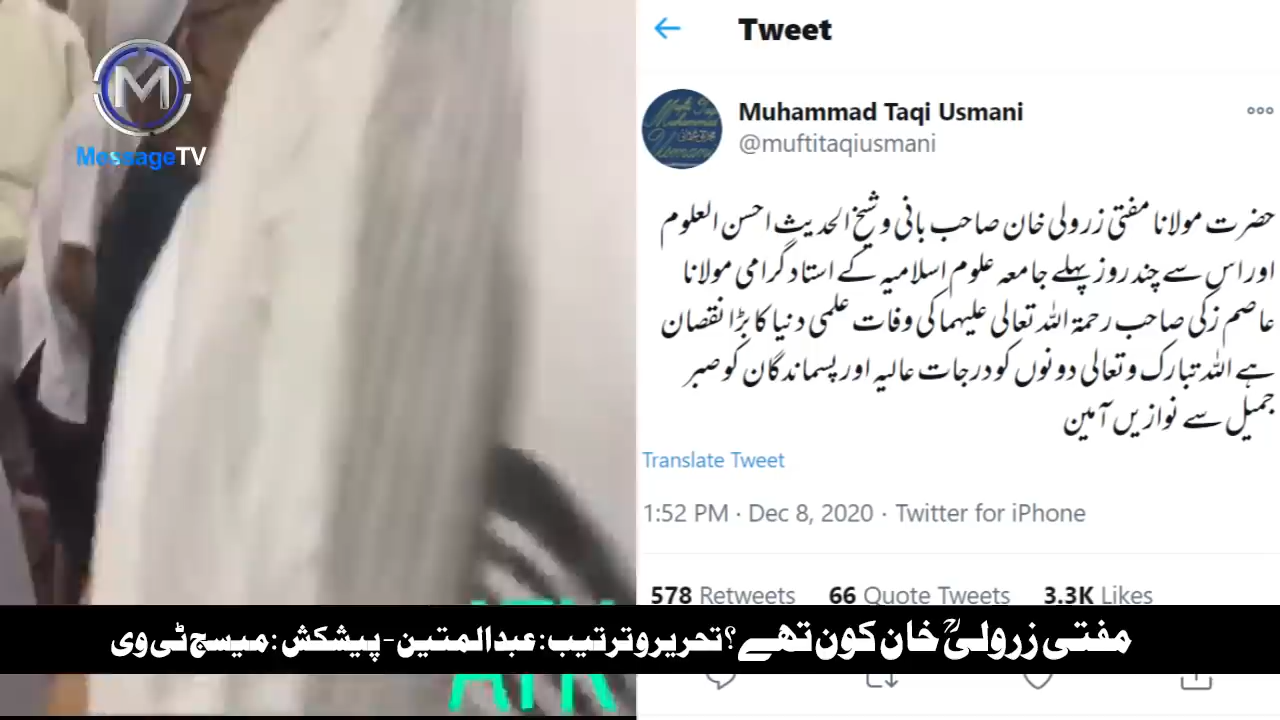 M
MessageTV
Tweet
Muhammad Taqi Usmani
@muftitaqiusmani
حضرت مولانا مفتی زر ولی خان صاحب بانی و شیخ الحدیث احسن العلوم
اور اس سے چند روز پہلے جامعہ علوم اسلامیہ کے استاد گرامی مولانا
عاصم زکی صاحب رحمۃ اللہ تعالی علیہما کی وفات علمی دنیا کا بڑا نقصان
ہے اللہ تبارک و تعالی دونوں کو درجات عالیہ اور پسماندگان کو صبر
جمیل سے نوازیں آمین
Translate Tweet
1:52 PM · Dec 8, 2020 · Twitter for iPhone
578 Retweets 66 Quote Tweets 3.3K Likes
مفتی زر ولیؒ خان کون تھے؟ تحریر و ترتیب: عبدالمتین - پیشکش: میسج ٹی وی